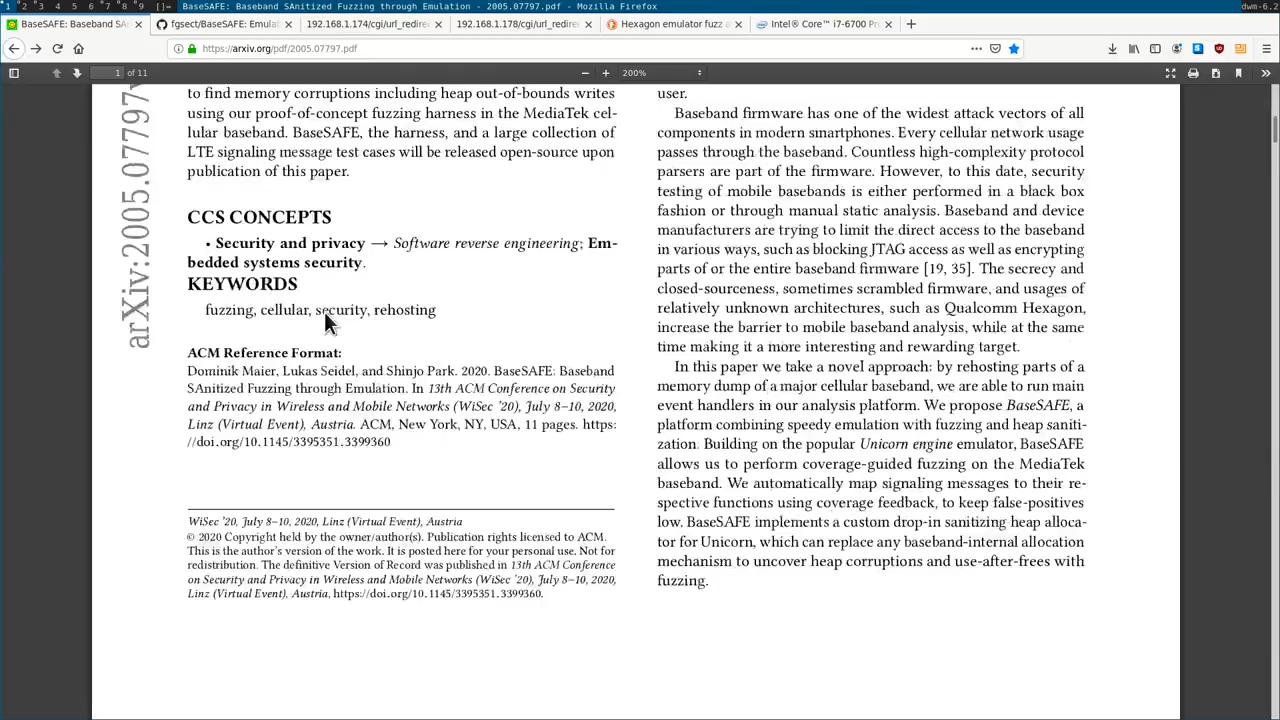 1 2 3 4 5 6 7 8 9 []= BaseSAFE: Baseband SAnitized Fuzzing through Emulation - 2005.07797.pdf - Mozilla Firefox dwm-6.2
BaseSAFE: Baseband SA× fgsect/BaseSAFE: Emulat× 192.168.1.174/cgi/url_redire× 192.168.1.178/cgi/url_redire× Hexagon emulator fuzz a× Intel® Core™ i7-6700 Pro× +
https://arxiv.org/pdf/2005.07797.pdf
1 of 11 − + 200%
arXiv:2005.07797v
to find memory corruptions including heap out-of-bounds writes
using our proof-of-concept fuzzing harness in the MediaTek cel-
lular baseband. BaseSAFE, the harness, and a large collection of
LTE signaling message test cases will be released open-source upon
publication of this paper.
CCS CONCEPTS
• Security and privacy → Software reverse engineering; Em-
bedded systems security.
KEYWORDS
fuzzing, cellular, security, rehosting
ACM Reference Format:
Dominik Maier, Lukas Seidel, and Shinjo Park. 2020. BaseSAFE: Baseband
SAnitized Fuzzing through Emulation. In 13th ACM Conference on Security
and Privacy in Wireless and Mobile Networks (WiSec ’20), July 8–10, 2020,
Linz (Virtual Event), Austria. ACM, New York, NY, USA, 11 pages. https:
//doi.org/10.1145/3395351.3399360
WiSec ’20, July 8–10, 2020, Linz (Virtual Event), Austria
© 2020 Copyright held by the owner/author(s). Publication rights licensed to ACM.
This is the author’s version of the work. It is posted here for your personal use. Not for
redistribution. The definitive Version of Record was published in 13th ACM Conference
on Security and Privacy in Wireless and Mobile Networks (WiSec ’20), July 8–10, 2020,
Linz (Virtual Event), Austria, https://doi.org/10.1145/3395351.3399360.
user.
Baseband firmware has one of the widest attack vectors of all
components in modern smartphones. Every cellular network usage
passes through the baseband. Countless high-complexity protocol
parsers are part of the firmware. However, to this date, security
testing of mobile basebands is either performed in a black box
fashion or through manual static analysis. Baseband and device
manufacturers are trying to limit the direct access to the baseband
in various ways, such as blocking JTAG access as well as encrypting
parts of or the entire baseband firmware [19, 35]. The secrecy and
closed-sourceness, sometimes scrambled firmware, and usages of
relatively unknown architectures, such as Qualcomm Hexagon,
increase the barrier to mobile baseband analysis, while at the same
time making it a more interesting and rewarding target.
In this paper we take a novel approach: by rehosting parts of a
memory dump of a major cellular baseband, we are able to run main
event handlers in our analysis platform. We propose BaseSAFE, a
platform combining speedy emulation with fuzzing and heap saniti-
zation. Building on the popular Unicorn engine emulator, BaseSAFE
allows us to perform coverage-guided fuzzing on the MediaTek
baseband. We automatically map signaling messages to their re-
spective functions using coverage feedback, to keep false-positives
low. BaseSAFE implements a custom drop-in sanitizing heap alloca-
tor for Unicorn, which can replace any baseband-internal allocation
mechanism to uncover heap corruptions and use-after-frees with
fuzzing.